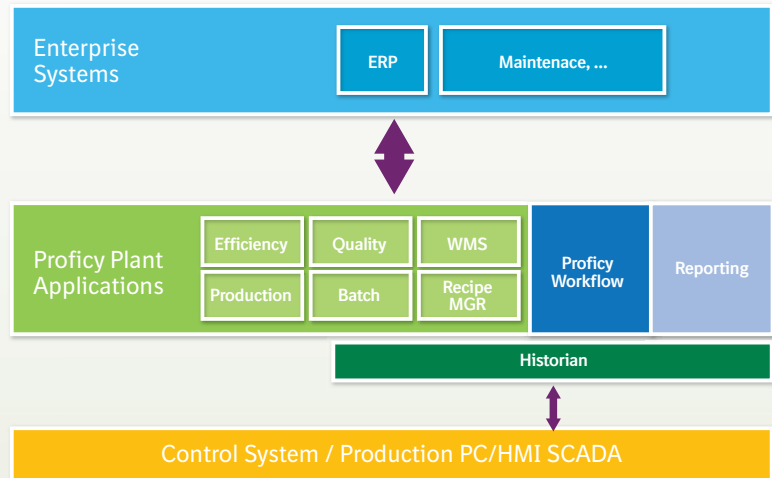 Enterprise
Systems
ERP
Maintenace, ...
Proficy Plant
Applications
Efficiency
Quality
WMS
Production
Batch
Recipe
MGR
Proficy
Workflow
Reporting
Historian
Control System / Production PC/HMI SCADA